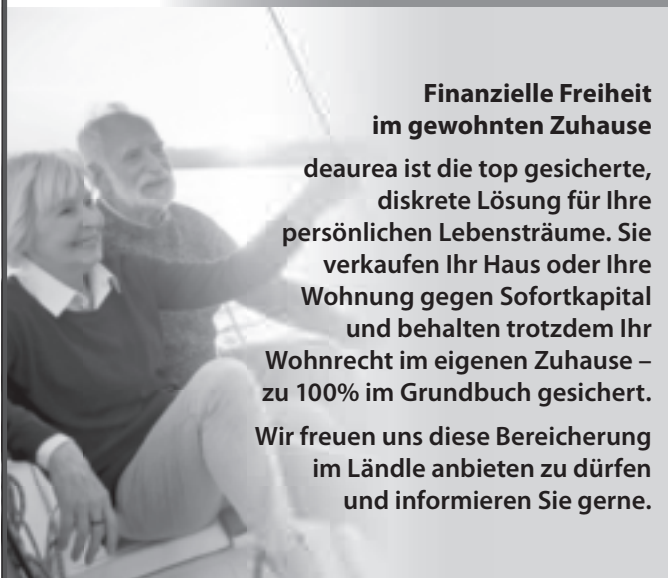 Finanzielle Freiheit
im gewohnten Zuhause
deaurea ist die top gesicherte,
diskrete Lösung für Ihre
persönlichen Lebensträume. Sie
verkaufen Ihr Haus oder Ihre
Wohnung gegen Sofortkapital
und behalten trotzdem Ihr
Wohnrecht im eigenen Zuhause –
zu 100% im Grundbuch gesichert.
Wir freuen uns diese Bereicherung
im Ländle anbieten zu dürfen
und informieren Sie gerne.